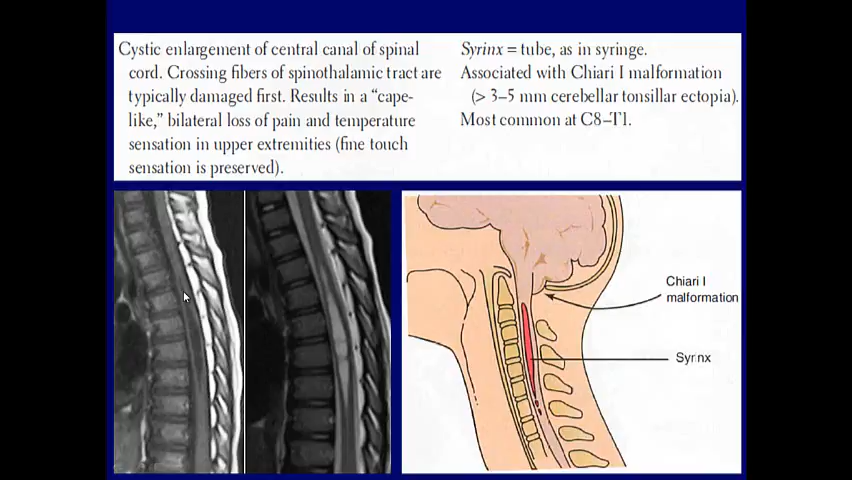 Cystic enlargement of central canal of spinal
cord. Crossing fibers of spinothalamic tract are
typically damaged first. Results in a “cape-
like,” bilateral loss of pain and temperature
sensation in upper extremities (fine touch
sensation is preserved).
Syrinx = tube, as in syringe.
Associated with Chiari I malformation
(> 3–5 mm cerebellar tonsillar ectopia).
Most common at C8–T1.
Chiari I
malformation
Syrinx